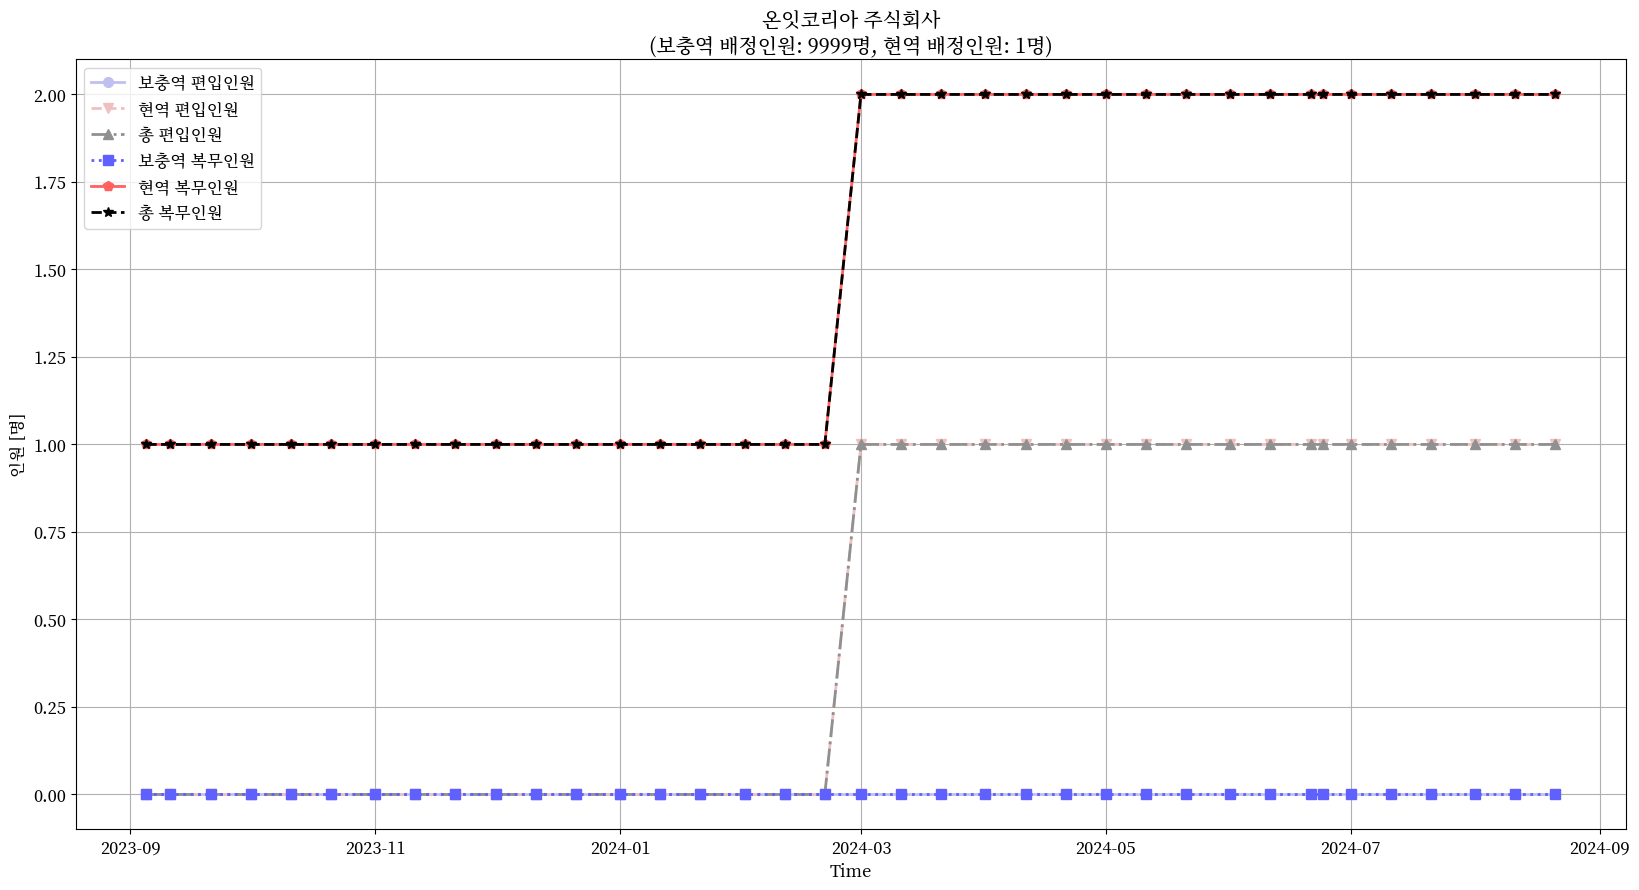 온잇코리아 주식회사
(보충역 배정인원: 9999명, 현역 배정인원: 1명)
보충역 편입인원
현역 편입인원
총 편입인원
보충역 복무인원
현역 복무인원
총 복무인원
2.00
1.75
1.50
1.25
1.00
0.75
0.50
0.25
0.00
인원 [명]
2023-09
2023-11
2024-01
2024-03
2024-05
2024-07
2024-09
Time